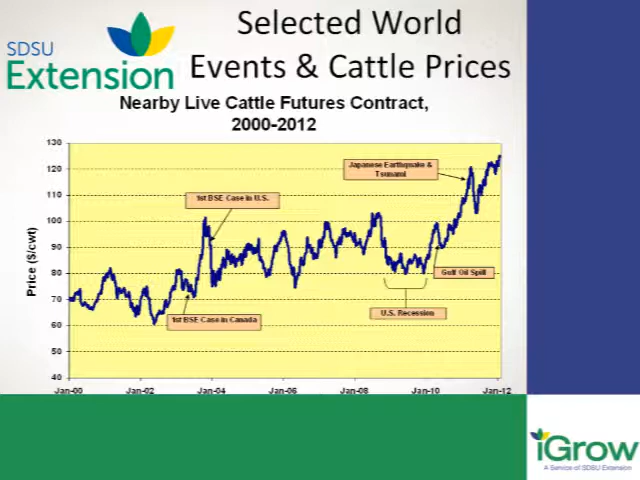 SDSU
Extension
Selected World
Events & Cattle Prices
Nearby Live Cattle Futures Contract,
2000-2012
Price ($/cwt)
130
120
110
100
90
80
70
60
50
40
Japanese Earthquake &
Tsunami
1st BSE Case in U.S.
Gulf Oil Spill
U.S. Recession
1st BSE Case in Canada
Jan-00
Jan-02
Jan-04
Jan-06
Jan-08
Jan-10
Jan-12
iGrow
A Service of SDSU Extension